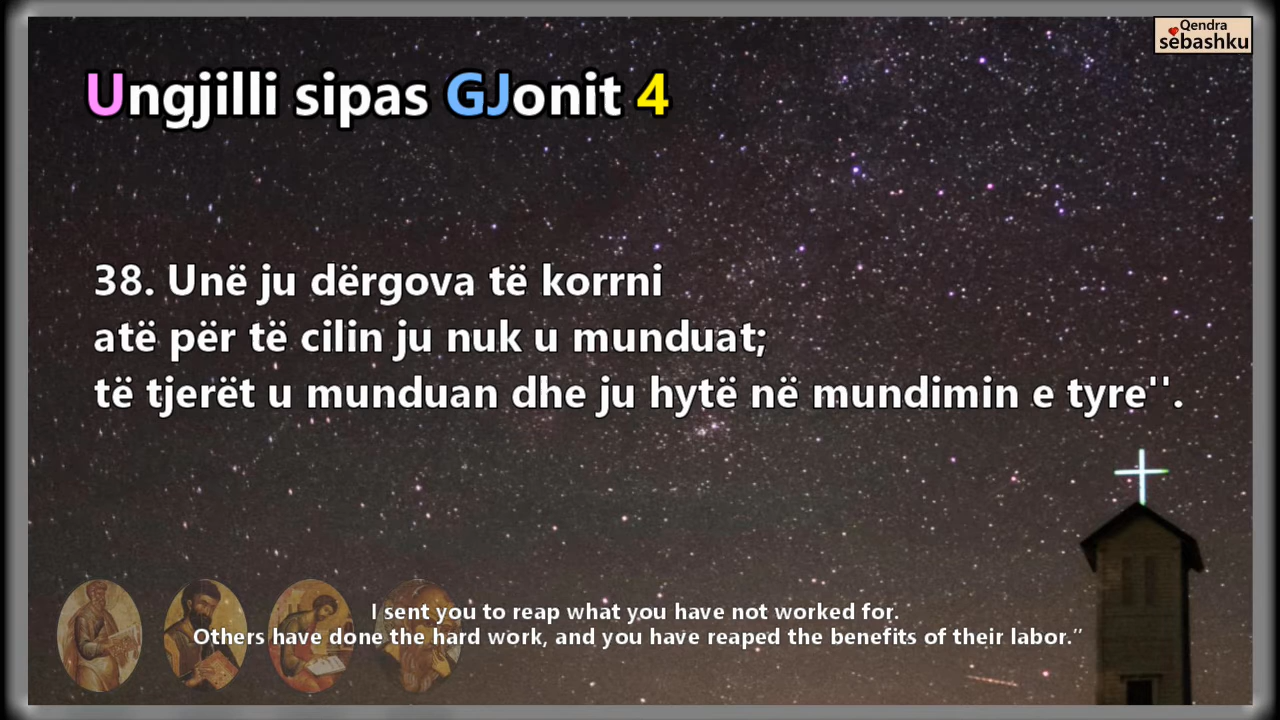 Qendra
sebashku
Ungjilli sipas GJonit 4
38. Unë ju dërgova të korrni
atë për të cilin ju nuk u munduat;
të tjerët u munduan dhe ju hytë në mundimin e tyre''.
I sent you to reap what you have not worked for.
Others have done the hard work, and you have reaped the benefits of their labor.”